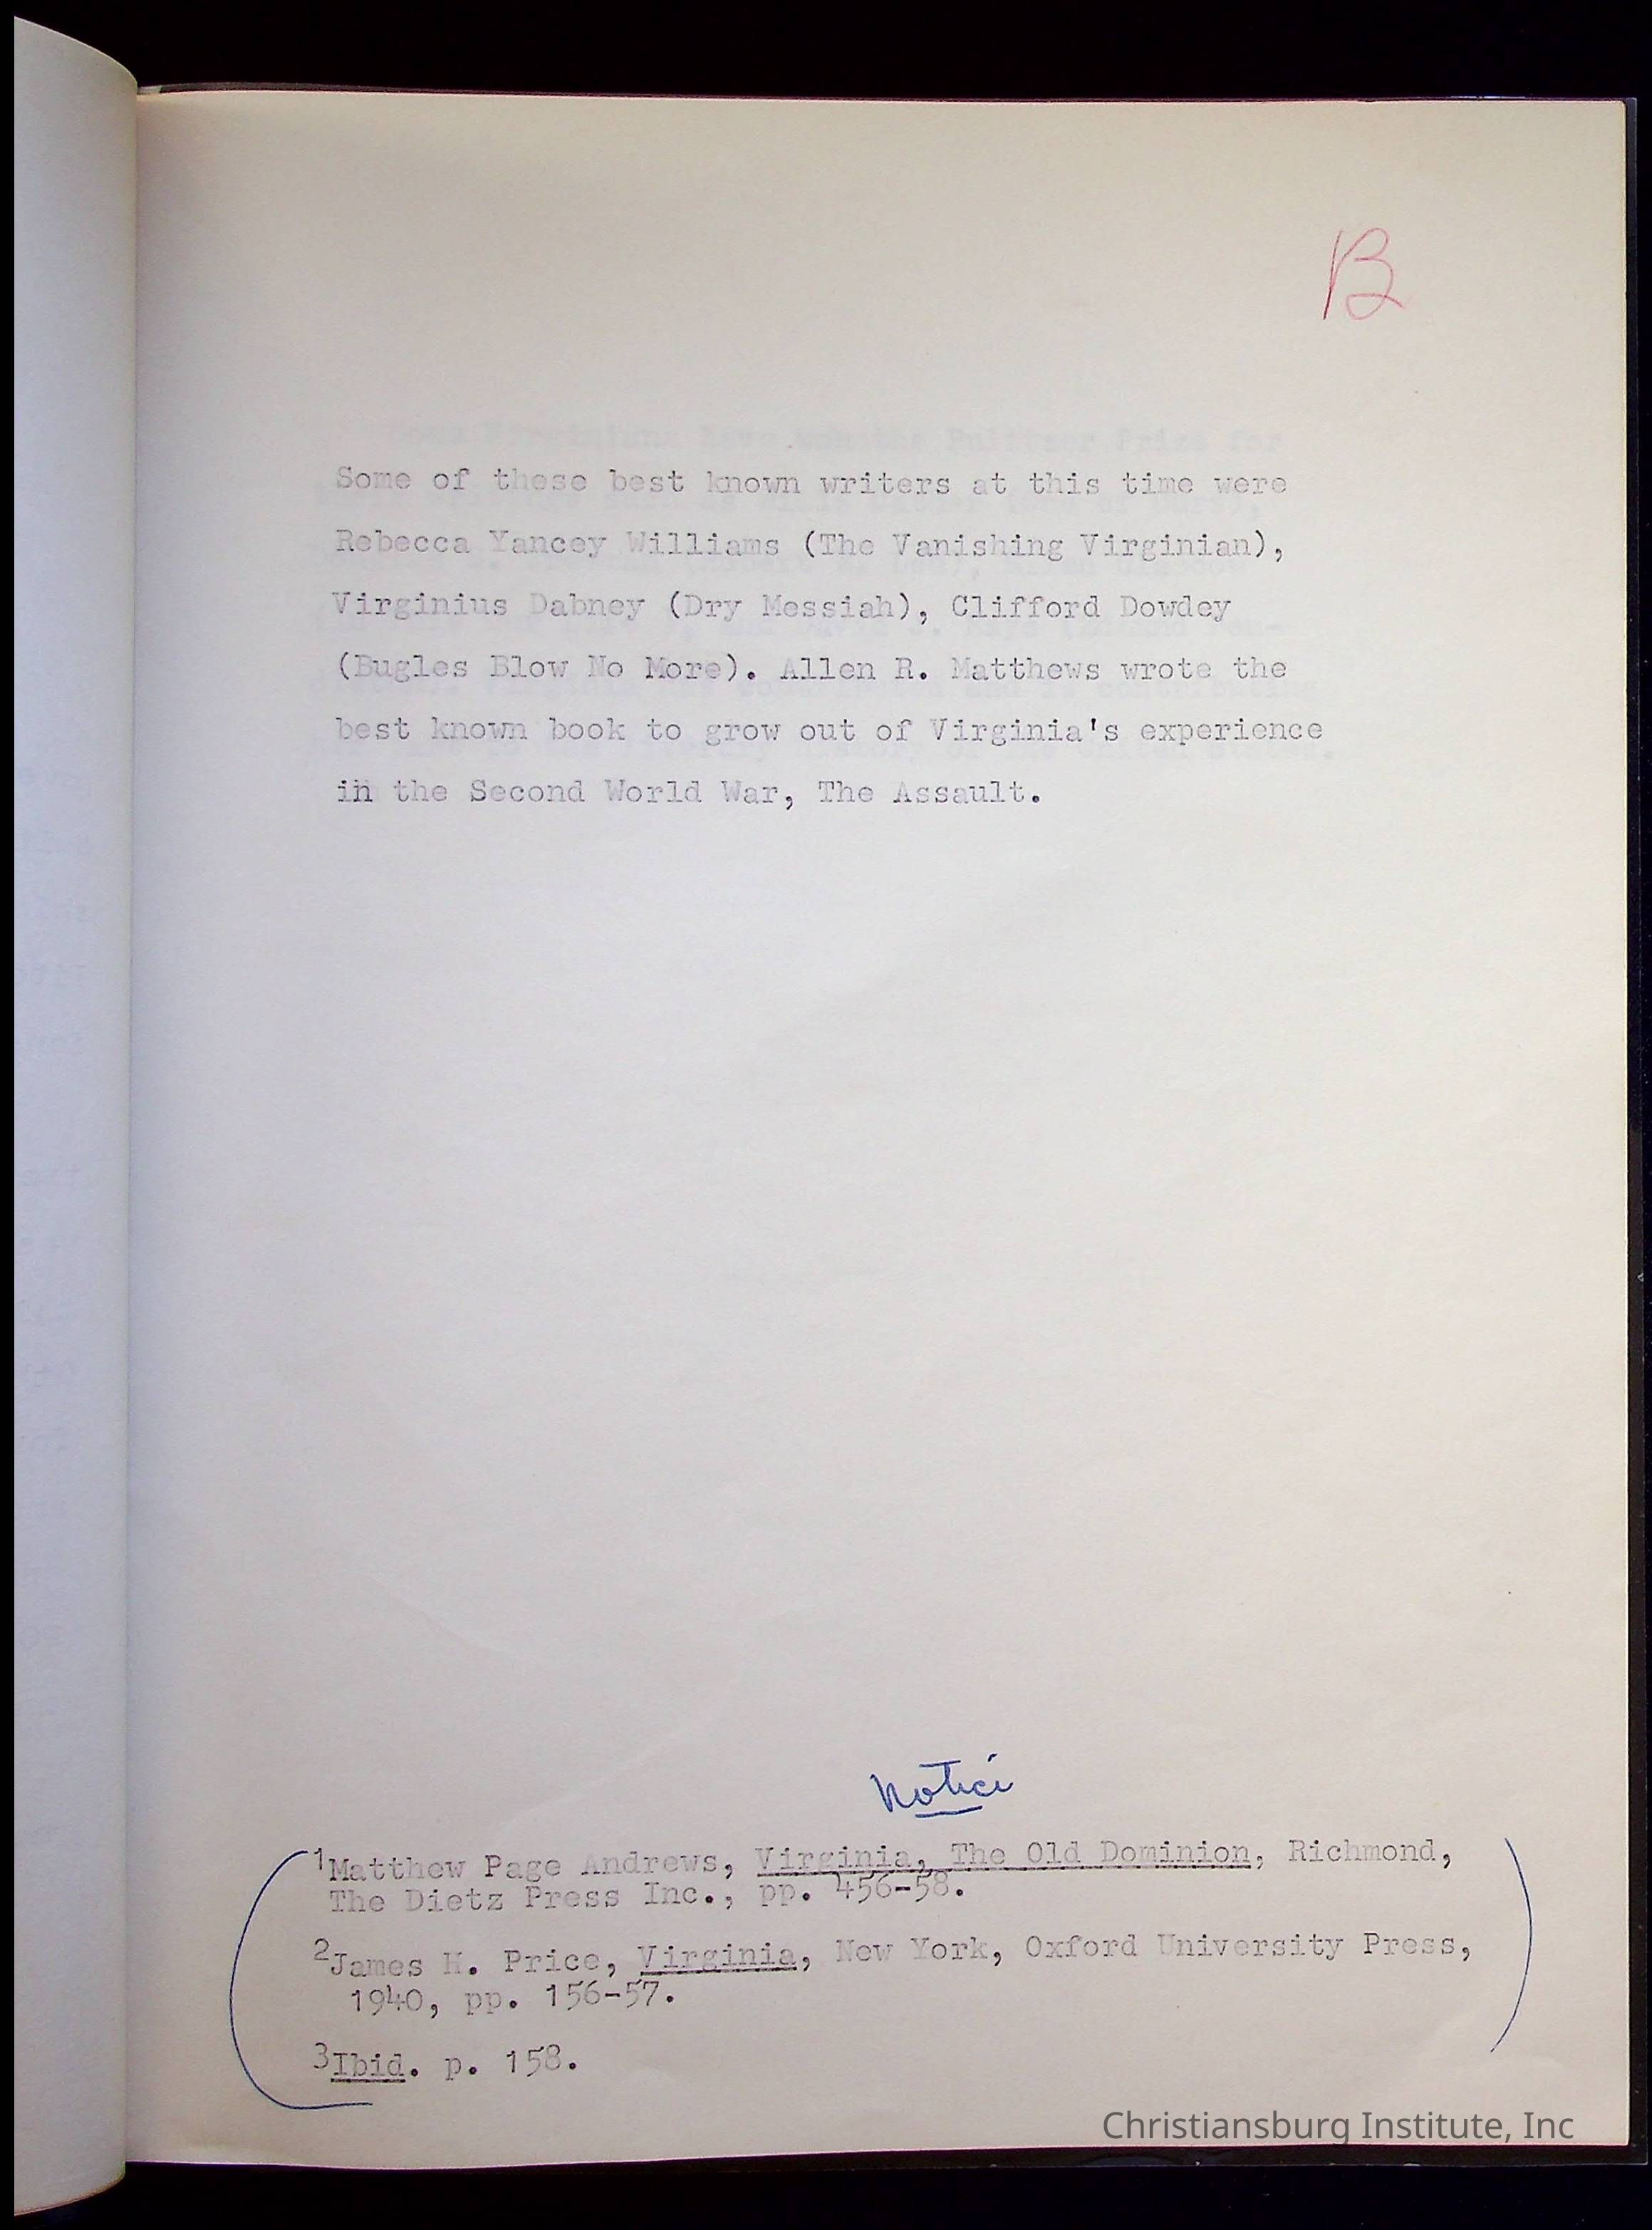 B
Some of these best known writers at this time were
Rebecca Yancey Williams (The Vanishing Virginian),
Virginius Dabney (Dry Messiah), Clifford Dowdey
(Bugles Blow No More). Allen R. Matthews wrote the
best known book to grow out of Virginia's experience
in the Second World War, The Assault.
Notice
1Matthew Page Andrews, Virginia, The Old Dominion, Richmond,
The Dietz Press Inc., pp. 456-58.
2James H. Price, Virginia, New York, Oxford University Press,
1940, pp. 156-57.
3Ibid. p. 158.
Christiansburg Institute, Inc